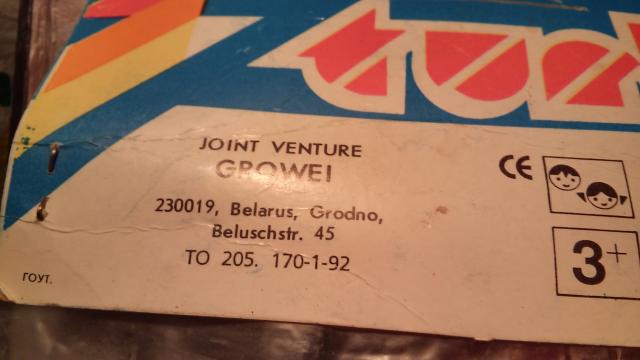 JOINT VENTURE
GROWEI
230019, Belarus, Grodno,
Beluschstr. 45
TO 205. 170-1-92
ГОУТ.
CE
3+